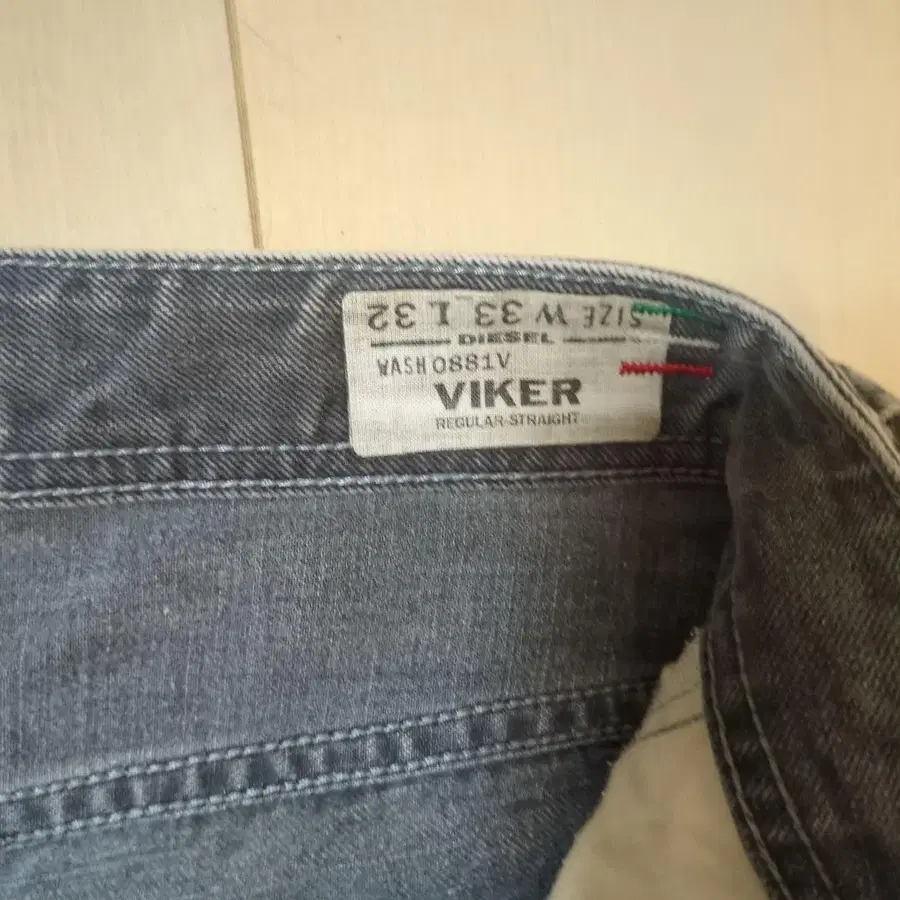 SIZE W 33 L 32
DIESEL
WASH 0881V
VIKER
REGULAR-STRAIGHT